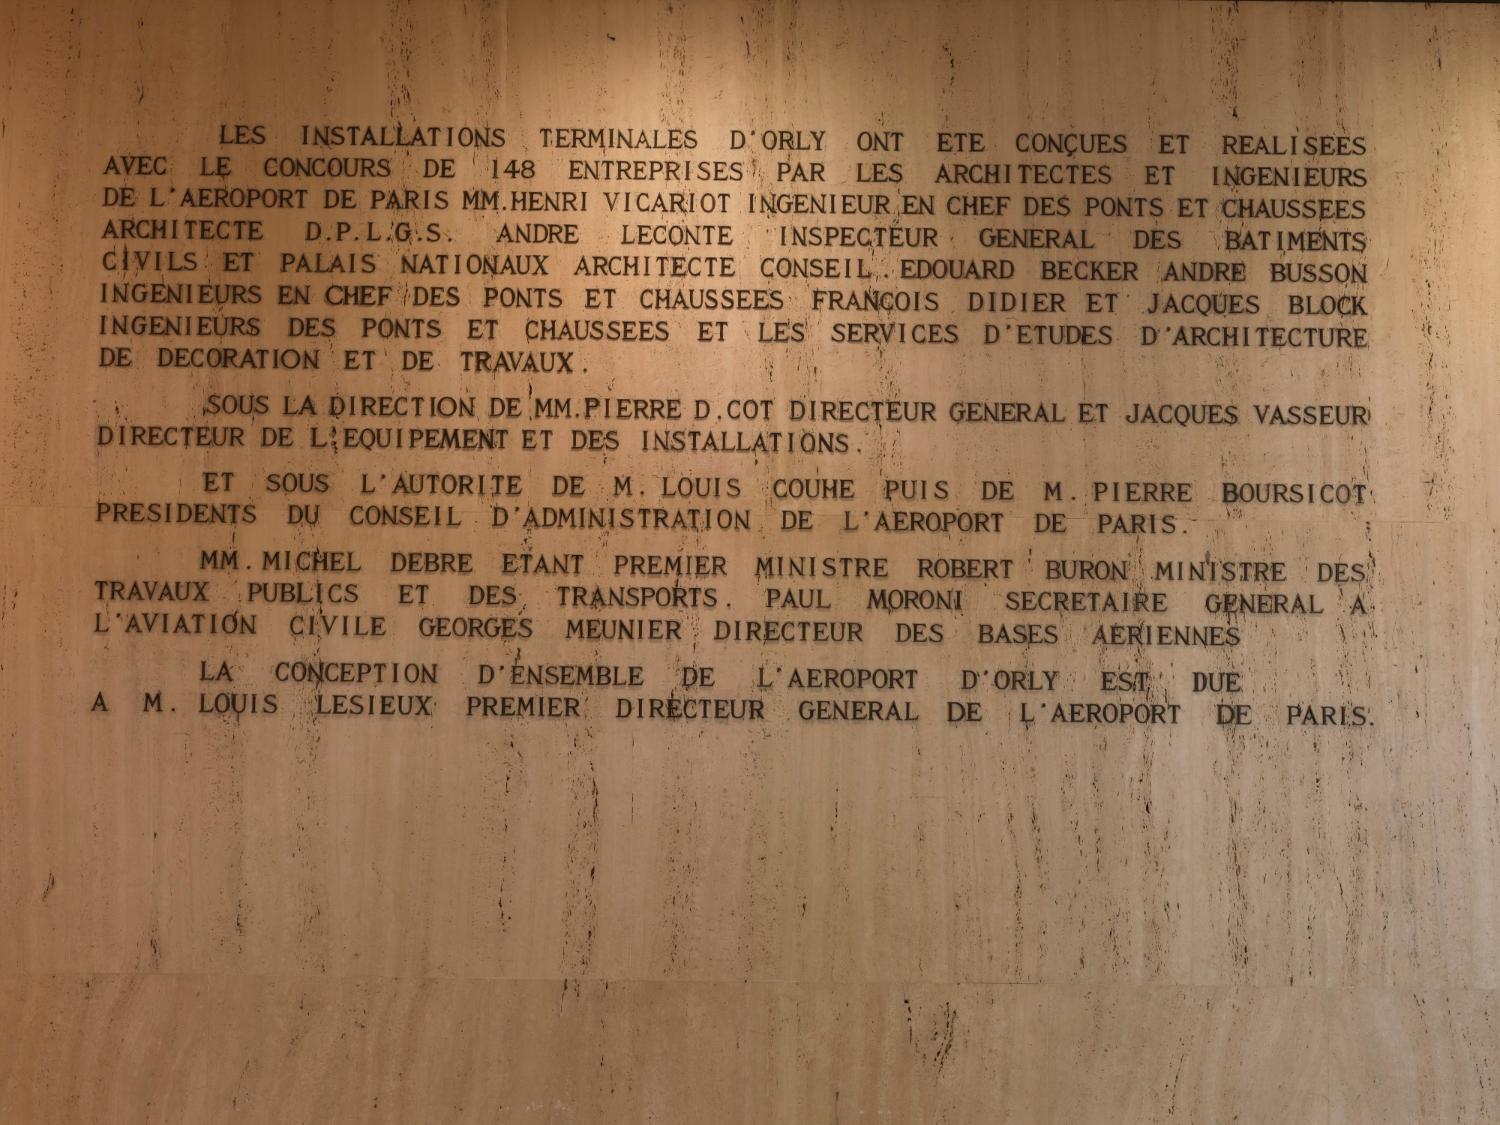 LES INSTALLATIONS TERMINALES D'ORLY ONT ETE CONÇUES ET REALISEES
AVEC LE CONCOURS DE 148 ENTREPRISES PAR LES ARCHITECTES ET INGENIEURS
DE L'AEROPORT DE PARIS MM.HENRI VICARIOT INGENIEUR EN CHEF DES PONTS ET CHAUSSEES
ARCHITECTE D.P.L.G.S. ANDRE LECONTE INSPECTEUR GENERAL DES BATIMENTS
CIVILS ET PALAIS NATIONAUX ARCHITECTE CONSEIL. EDOUARD BECKER ANDRE BUSSON
INGENIEURS EN CHEF DES PONTS ET CHAUSSEES FRANÇOIS DIDIER ET JACQUES BLOCK
INGENIEURS DES PONTS ET CHAUSSEES ET LES SERVICES D'ETUDES D'ARCHITECTURE
DE DECORATION ET DE TRAVAUX.
SOUS LA DIRECTION DE MM.PIERRE D.COT DIRECTEUR GENERAL ET JACQUES VASSEUR
DIRECTEUR DE L'EQUIPEMENT ET DES INSTALLATIONS.
ET SOUS L'AUTORITE DE M. LOUIS COUHE PUIS DE M. PIERRE BOURSICOT
PRESIDENTS DU CONSEIL D'ADMINISTRATION DE L'AEROPORT DE PARIS.
MM. MICHEL DEBRE ETANT PREMIER MINISTRE ROBERT BURON MINISTRE DES
TRAVAUX PUBLICS ET DES TRANSPORTS. PAUL MORONI SECRETAIRE GENERAL A
L'AVIATION CIVILE GEORGES MEUNIER DIRECTEUR DES BASES AERIENNES
LA CONCEPTION D'ENSEMBLE DE L'AEROPORT D'ORLY EST DUE
A M. LOUIS LESIEUX PREMIER DIRECTEUR GENERAL DE L'AEROPORT DE PARIS.